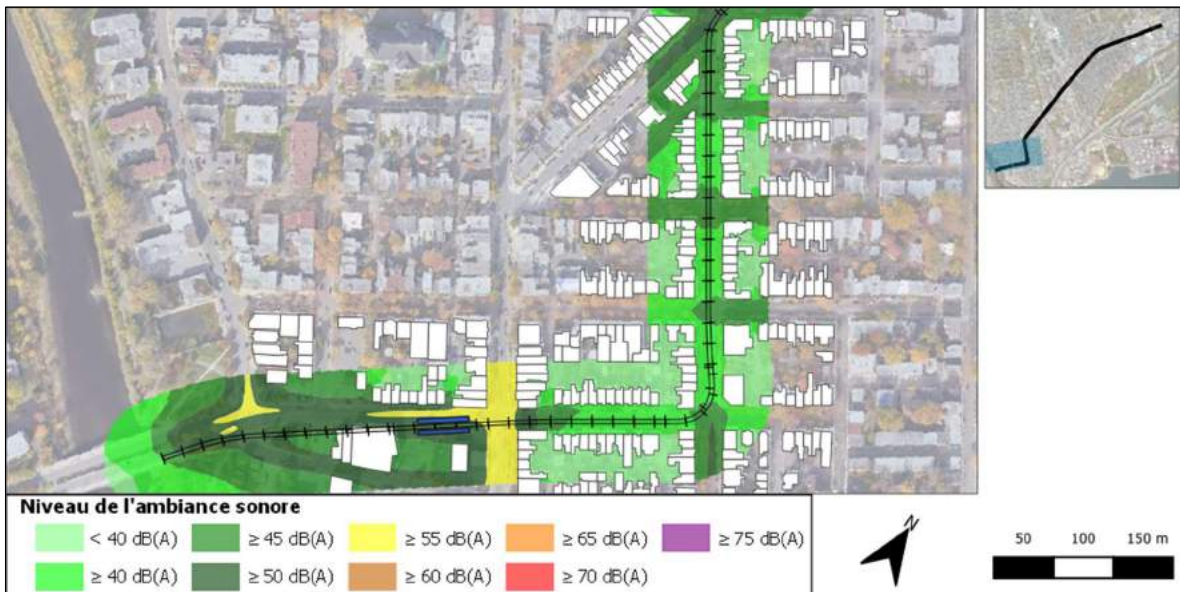 Niveau de l'ambiance sonore
< 40 dB(A) ≥ 45 dB(A) ≥ 55 dB(A) ≥ 65 dB(A) ≥ 75 dB(A)
≥ 40 dB(A) ≥ 50 dB(A) ≥ 60 dB(A) ≥ 70 dB(A)
N
50 100 150 m